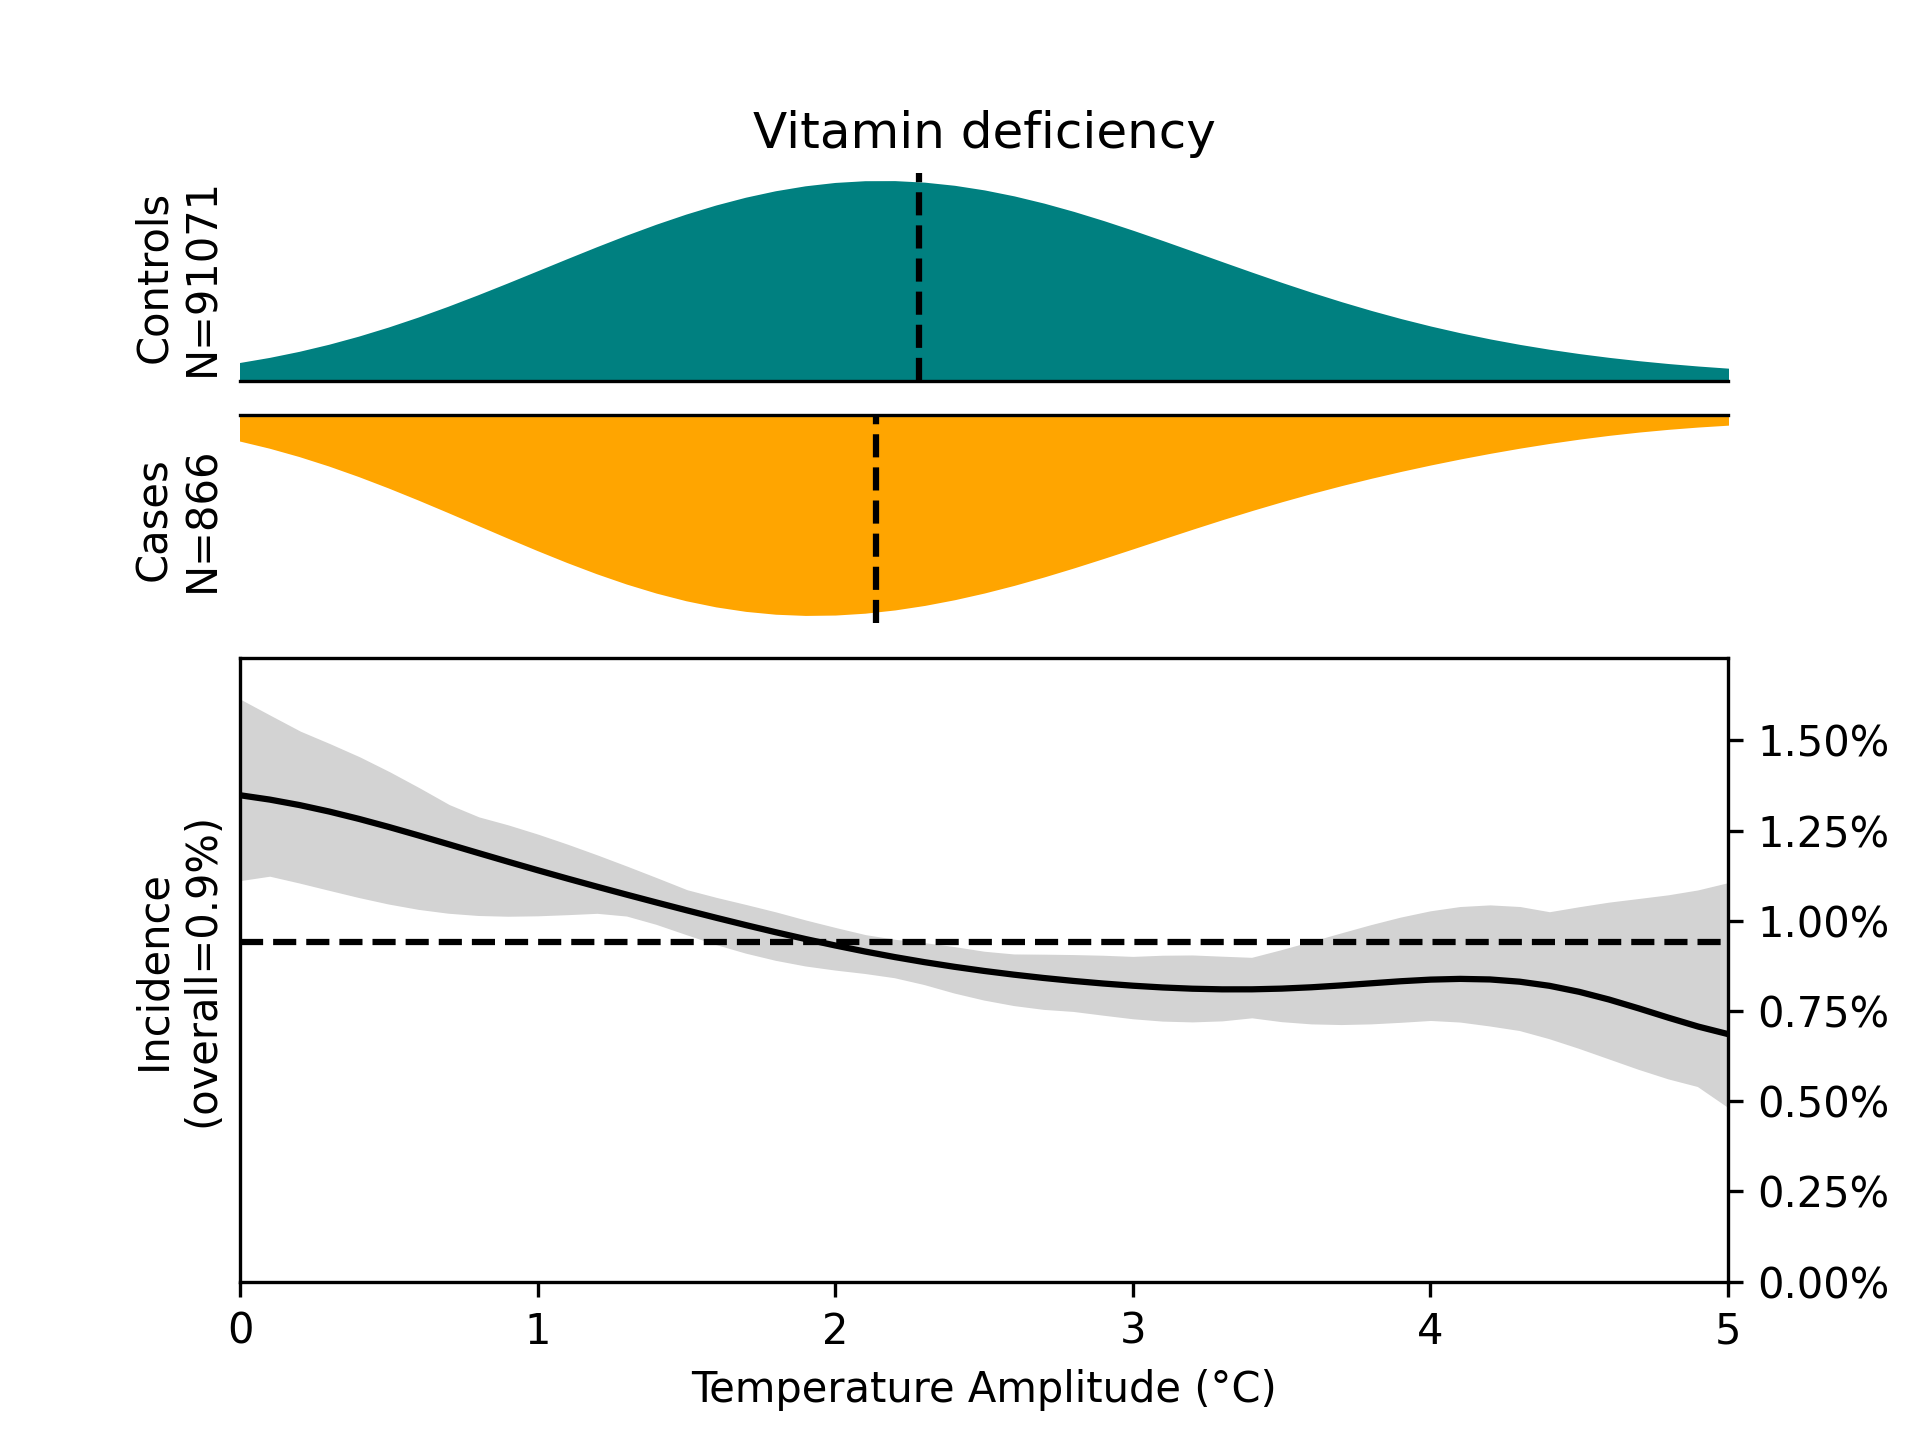 Vitamin deficiency
Controls
N=91071
Cases
N=866
Incidence
(overall=0.9%)
1.50%
1.25%
1.00%
0.75%
0.50%
0.25%
0.00%
0 1 2 3 4 5
Temperature Amplitude (°C)